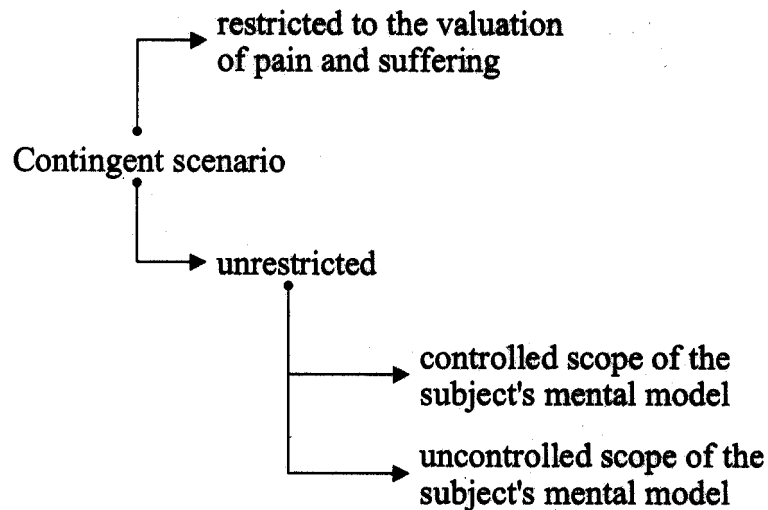 restricted to the valuation
of pain and suffering
Contingent scenario
unrestricted
controlled scope of the
subject's mental model
uncontrolled scope of the
subject's mental model